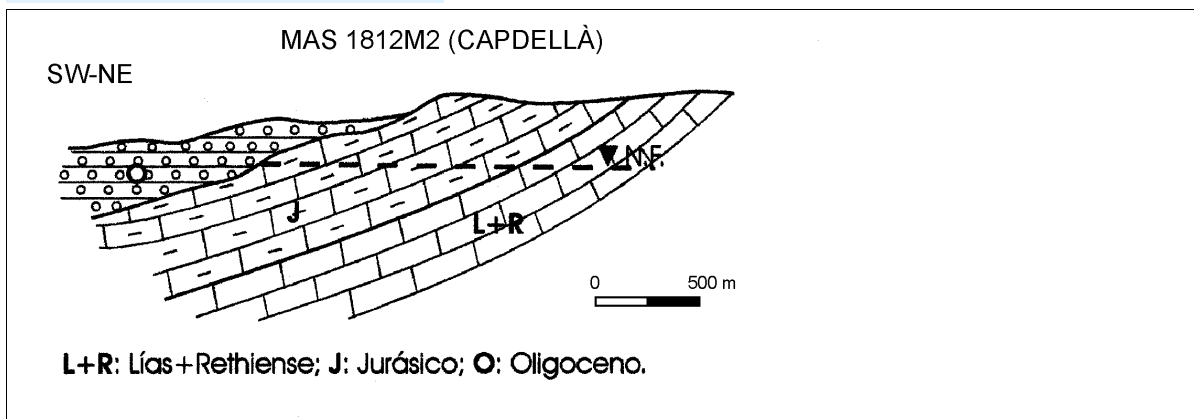 MAS 1812M2 (CAPDELLÀ)
SW-NE
N.F.
O
J
L+R
0 500 m
L+R: Lías+Rethiense; J: Jurásico; O: Oligoceno.